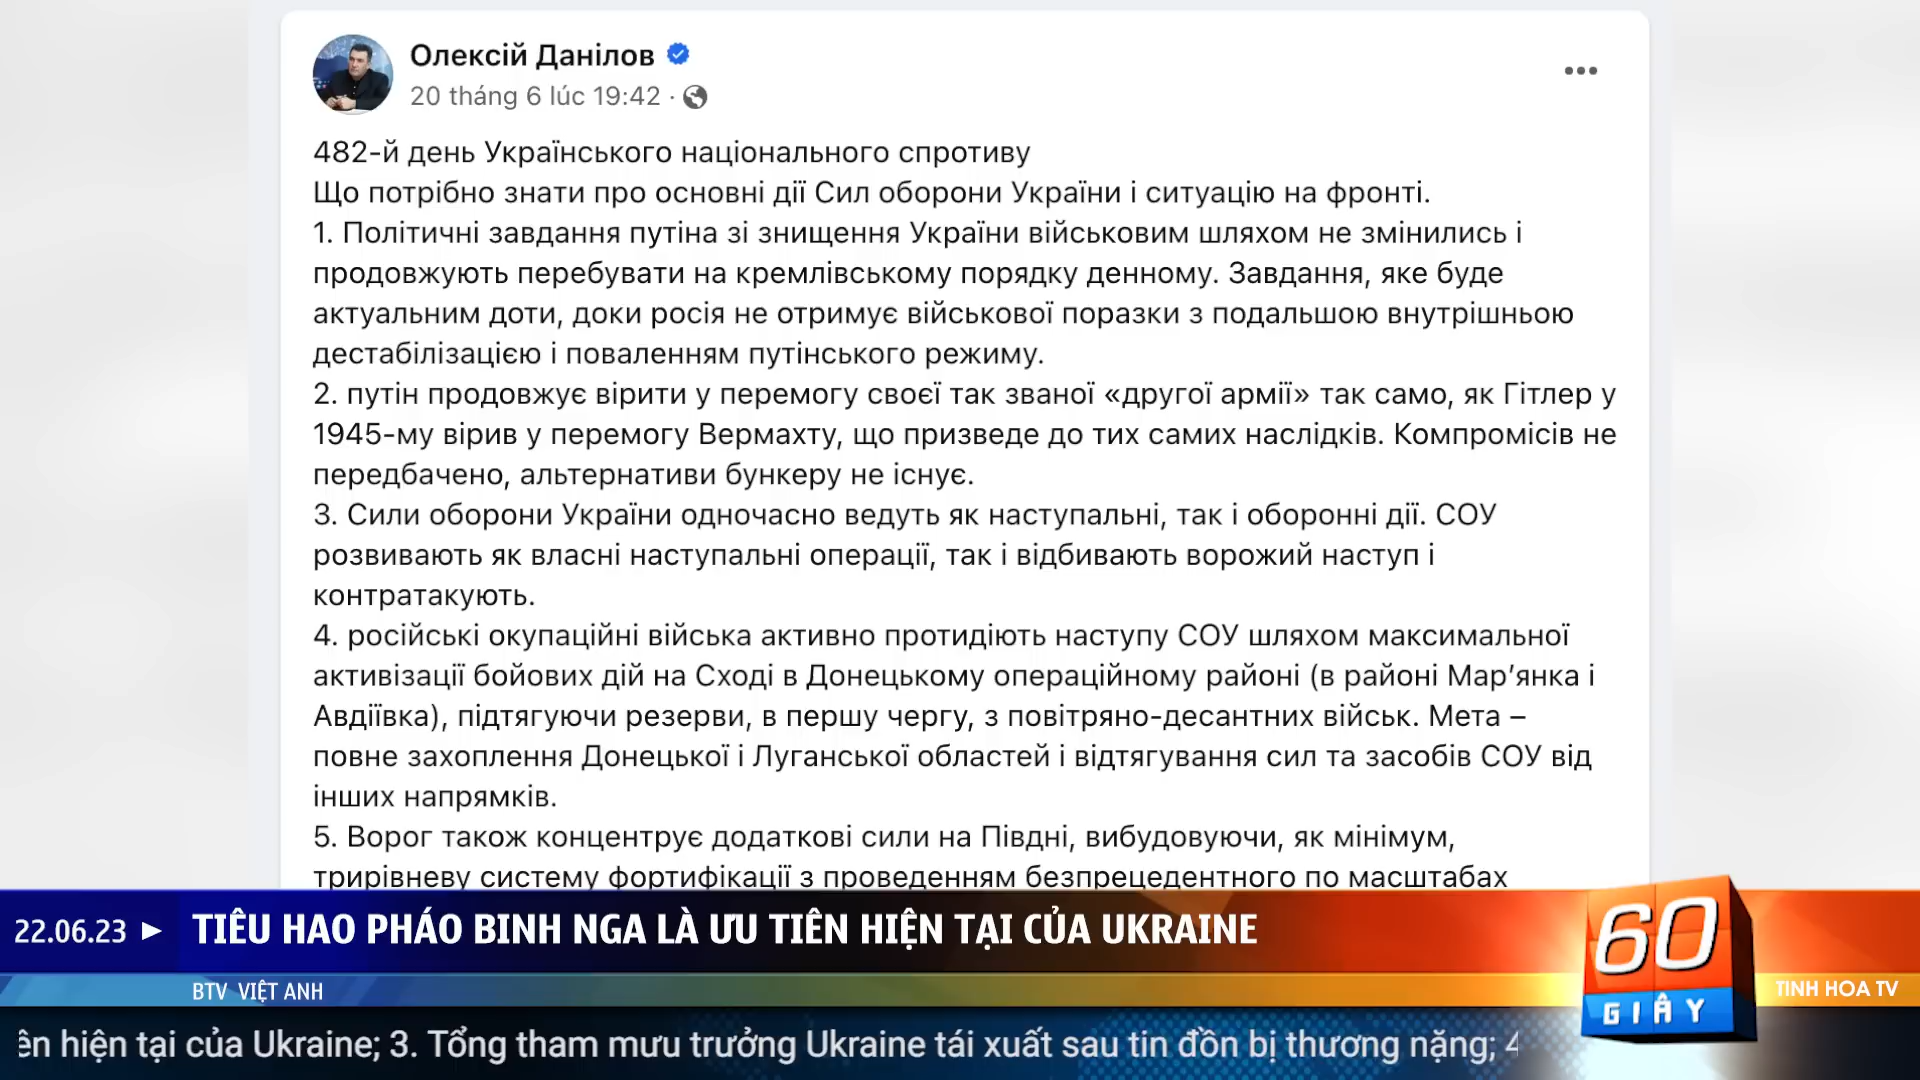 Олексій Данілов
20 tháng 6 lúc 19:42 ·
482-й день Українського національного спротиву
Що потрібно знати про основні дії Сил оборони України і ситуацію на фронті.
1. Політичні завдання путіна зі знищення України військовим шляхом не змінились і
продовжують перебувати на кремлівському порядку денному. Завдання, яке буде
актуальним доти, доки росія не отримує військової поразки з подальшою внутрішньою
дестабілізацією і поваленням путінського режиму.
2. путін продовжує вірити у перемогу своєї так званої «другої армії» так само, як Гітлер у
1945-му вірив у перемогу Вермахту, що призведе до тих самих наслідків. Компромісів не
передбачено, альтернативи бункеру не існує.
3. Сили оборони України одночасно ведуть як наступальні, так і оборонні дії. СОУ
розвивають як власні наступальні операції, так і відбивають ворожий наступ і
контратакують.
4. російські окупаційні війська активно протидіють наступу СОУ шляхом максимальної
активізації бойових дій на Сході в Донецькому операційному районі (в районі Мар’янка і
Авдіївка), підтягуючи резерви, в першу чергу, з повітряно-десантних військ. Мета –
повне захоплення Донецької і Луганської областей і відтягування сил та засобів СОУ від
інших напрямків.
5. Ворог також концентрує додаткові сили на Півдні, вибудовуючи, як мінімум,
трирівневу систему фортифікації з проведенням безпрецедентного по масштабах
22.06.23 ► TIÊU HAO PHÁO BINH NGA LÀ ƯU TIÊN HIỆN TẠI CỦA UKRAINE
60
GIÂY
BTV VIỆT ANH
TINH HOA TV
ên hiện tại của Ukraine; 3. Tổng tham mưu trưởng Ukraine tái xuất sau tin đồn bị thương nặng; 4